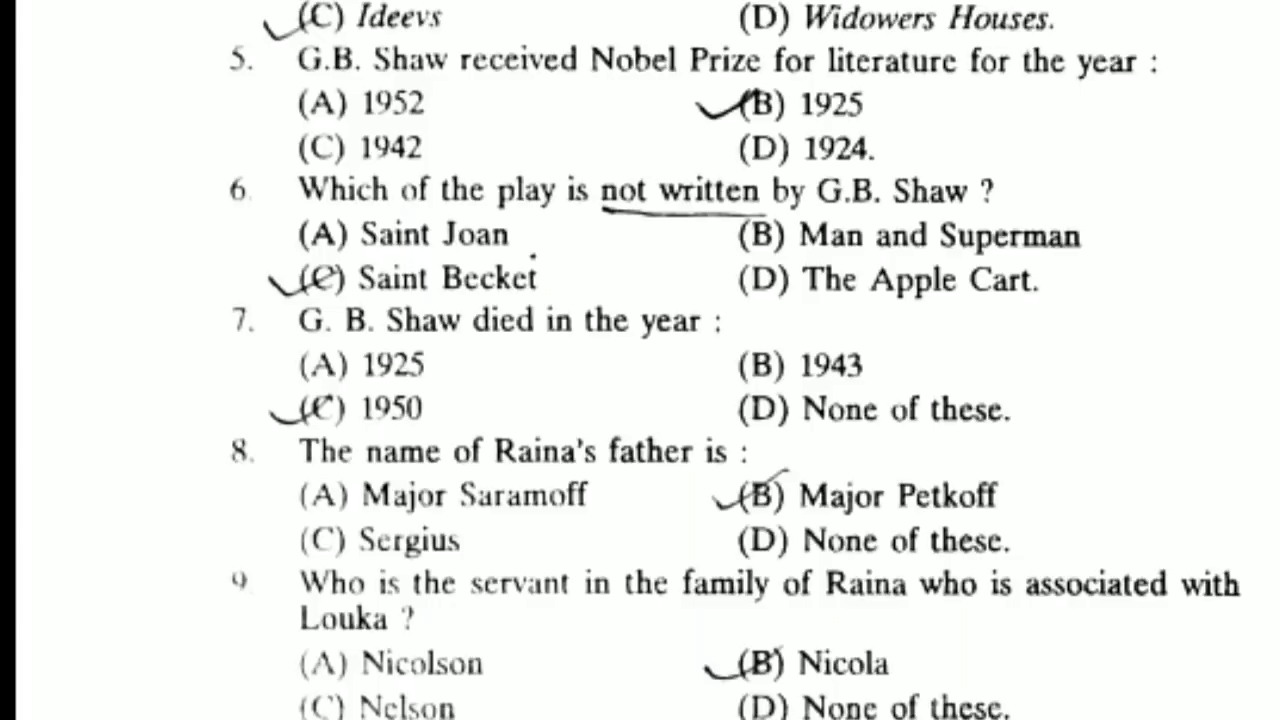 (C) Ideevs (D) Widowers Houses.
5. G.B. Shaw received Nobel Prize for literature for the year :
(A) 1952 (B) 1925
(C) 1942 (D) 1924.
6. Which of the play is not written by G.B. Shaw ?
(A) Saint Joan (B) Man and Superman
(C) Saint Becket (D) The Apple Cart.
7. G. B. Shaw died in the year :
(A) 1925 (B) 1943
(C) 1950 (D) None of these.
8. The name of Raina's father is :
(A) Major Saramoff (B) Major Petkoff
(C) Sergius (D) None of these.
9. Who is the servant in the family of Raina who is associated with
Louka ?
(A) Nicolson (B) Nicola
(C) Nelson (D) None of these.